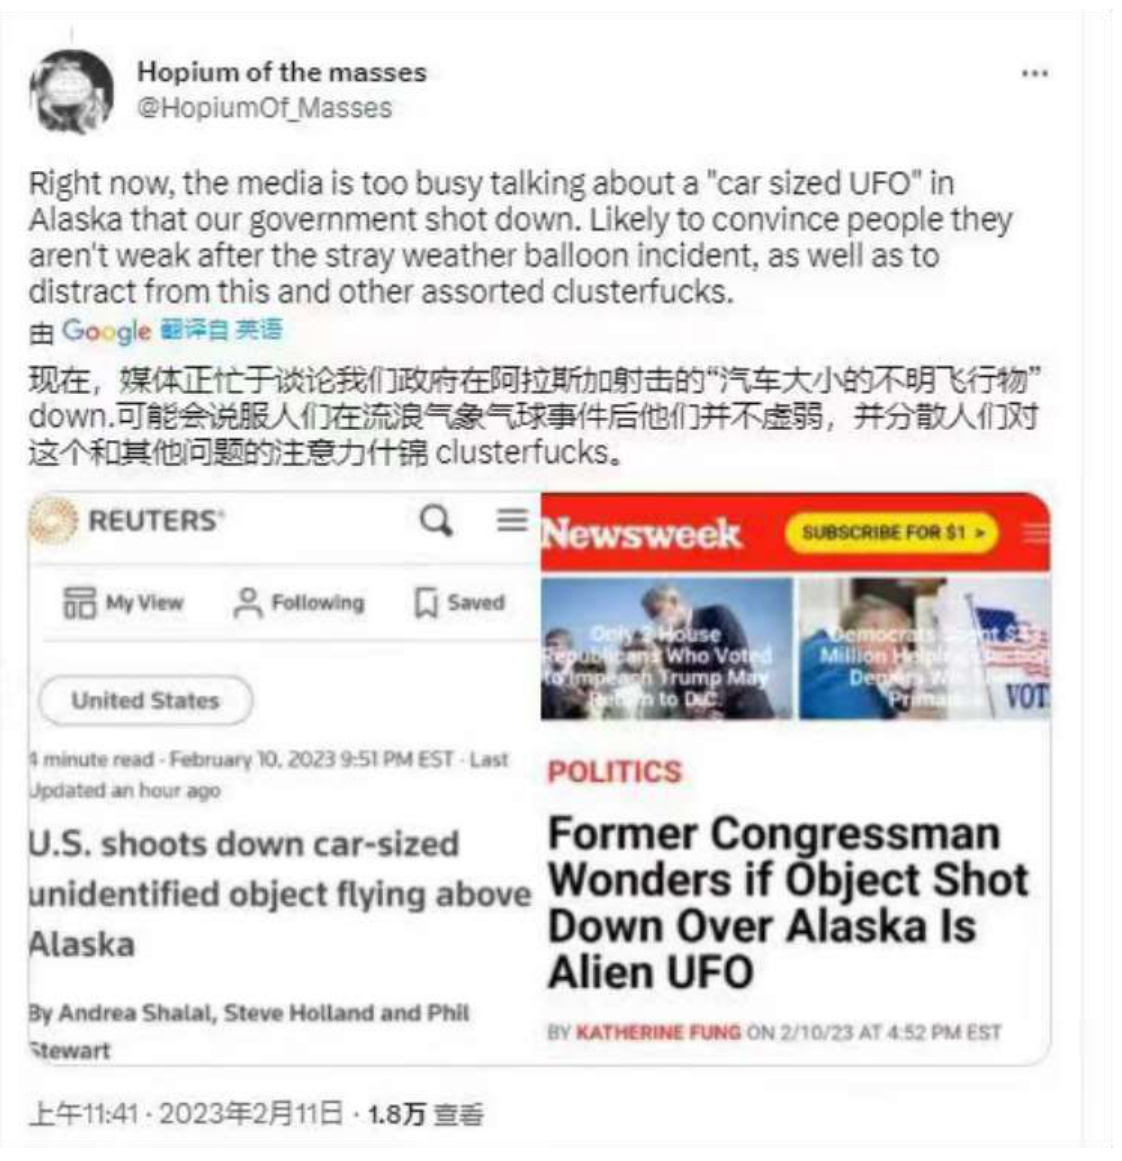 Hopium of the masses
@HopiumOf_Masses
Right now, the media is too busy talking about a "car sized UFO" in
Alaska that our government shot down. Likely to convince people they
aren't weak after the stray weather balloon incident, as well as to
distract from this and other assorted clusterfucks.
由 Google 翻译自 英语
现在，媒体正忙于谈论我们政府在阿拉斯加射击的“汽车大小的不明飞行物”
down.可能会说服人们在流浪气象气球事件后他们并不虚弱，并分散人们对
这个和其他问题的注意力什锦 clusterfucks。
REUTERS
My View Following Saved
United States
4 minute read · February 10, 2023 9:51 PM EST · Last
Updated an hour ago
U.S. shoots down car-sized
unidentified object flying above
Alaska
By Andrea Shalal, Steve Holland and Phil
Stewart
Newsweek
SUBSCRIBE FOR $1 >
Only 2 House
Republicans Who Voted
to Impeach Trump May
Return to D.C.
Democrats
Million
VOT
POLITICS
Former Congressman
Wonders if Object Shot
Down Over Alaska Is
Alien UFO
BY KATHERINE FUNG ON 2/10/23 AT 4:52 PM EST
上午11:41 · 2023年2月11日 · 1.8万 查看